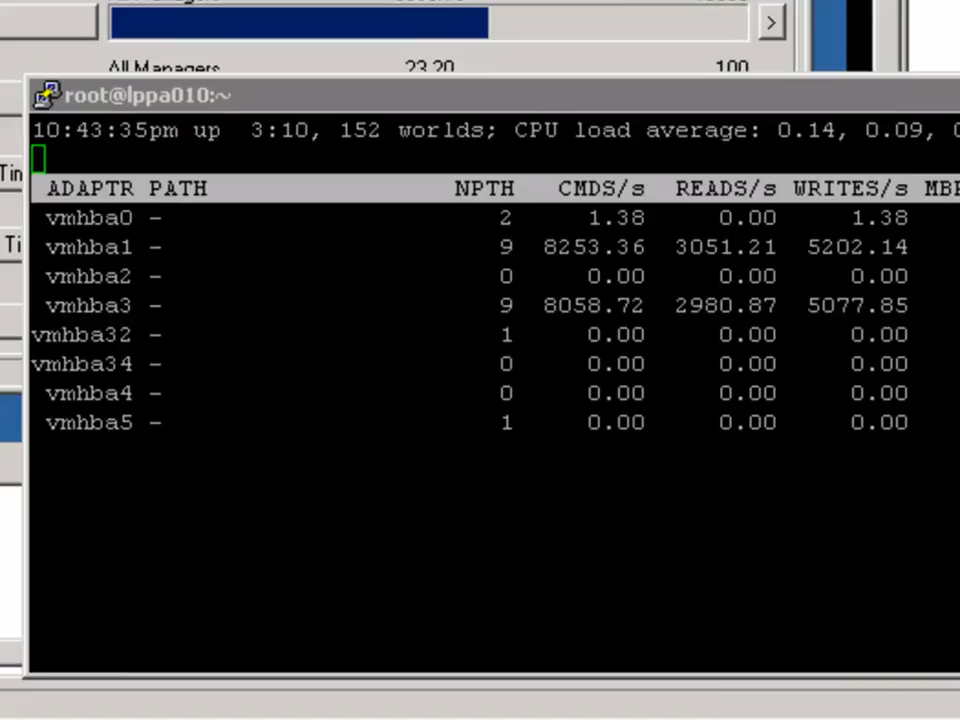 >
All Managers 23.20 100
root@lppa010:~
10:43:35pm up 3:10, 152 worlds; CPU load average: 0.14, 0.09,
Tim
ADAPTR PATH NPTH CMDS/s READS/s WRITES/s
vmhba0 - 2 1.38 0.00 1.38
Ti
vmhba1 - 9 8253.36 3051.21 5202.14
vmhba2 - 0 0.00 0.00 0.00
vmhba3 - 9 8058.72 2980.87 5077.85
vmhba32 - 1 0.00 0.00 0.00
vmhba34 - 0 0.00 0.00 0.00
vmhba4 - 0 0.00 0.00 0.00
vmhba5 - 1 0.00 0.00 0.00